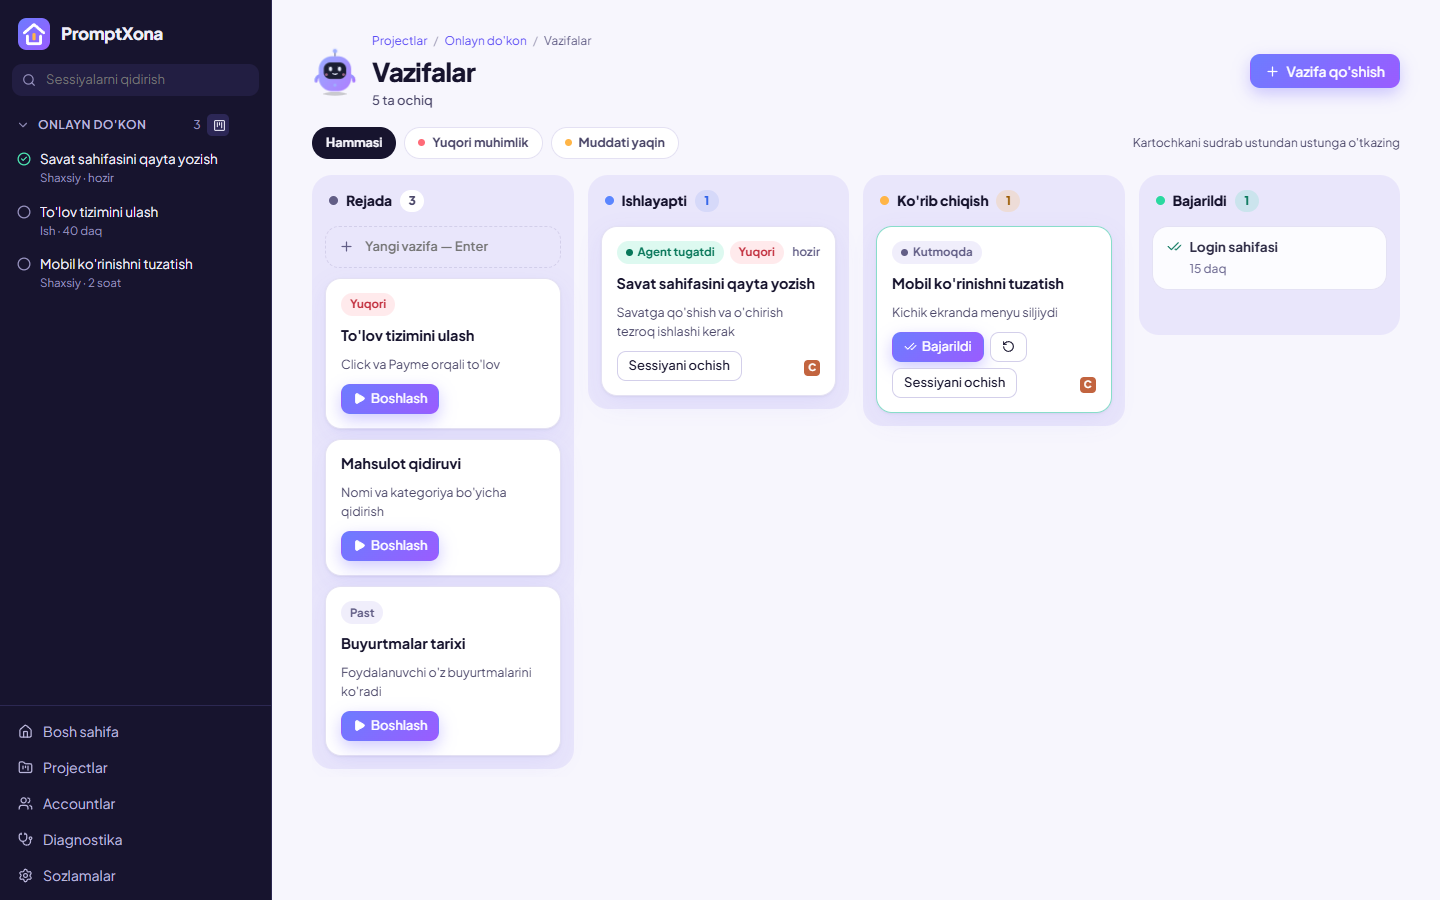 PromptXona
Sessiyalarni qidirish
ONLAYN DO'KON 3
Savat sahifasini qayta yozish
Shaxsiy · hozir
To'lov tizimini ulash
Ish · 40 daq
Mobil ko'rinishni tuzatish
Shaxsiy · 2 soat
Bosh sahifa
Projectlar
Accountlar
Diagnostika
Sozlamalar
Projectlar / Onlayn do'kon / Vazifalar
Vazifalar
5 ta ochiq
+ Vazifa qo'shish
Hammasi
Yuqori muhimlik
Muddati yaqin
Kartochkani sudrab ustundan ustunga o'tkazing
Rejada 3
+ Yangi vazifa — Enter
Yuqori
To'lov tizimini ulash
Click va Payme orqali to'lov
Boshlash
Mahsulot qidiruvi
Nomi va kategoriya bo'yicha
qidirish
Boshlash
Past
Buyurtmalar tarixi
Foydalanuvchi o'z buyurtmalarini
ko'radi
Boshlash
Ishlayapti 1
Agent tugatdi Yuqori hozir
Savat sahifasini qayta yozish
Savatga qo'shish va o'chirish
tezroq ishlashi kerak
Sessiyani ochish C
Ko'rib chiqish 1
Kutmoqda
Mobil ko'rinishni tuzatish
Kichik ekranda menyu siljiydi
Bajarildi
Sessiyani ochish C
Bajarildi 1
Login sahifasi
15 daq